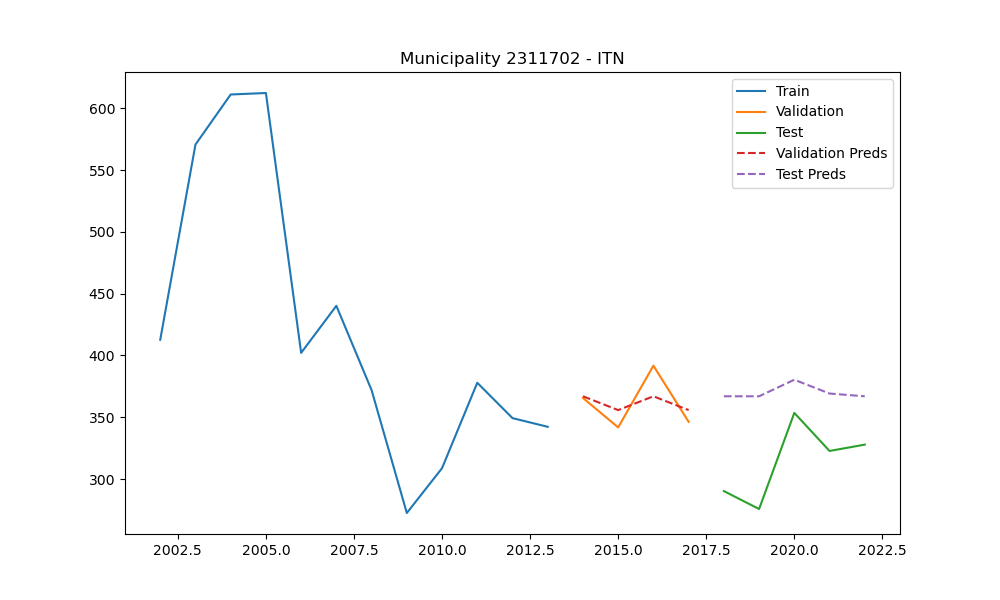 Municipality 2311702 - ITN
Train
Validation
Test
Validation Preds
Test Preds
600
550
500
450
400
350
300
2002.5 2005.0 2007.5 2010.0 2012.5 2015.0 2017.5 2020.0 2022.5